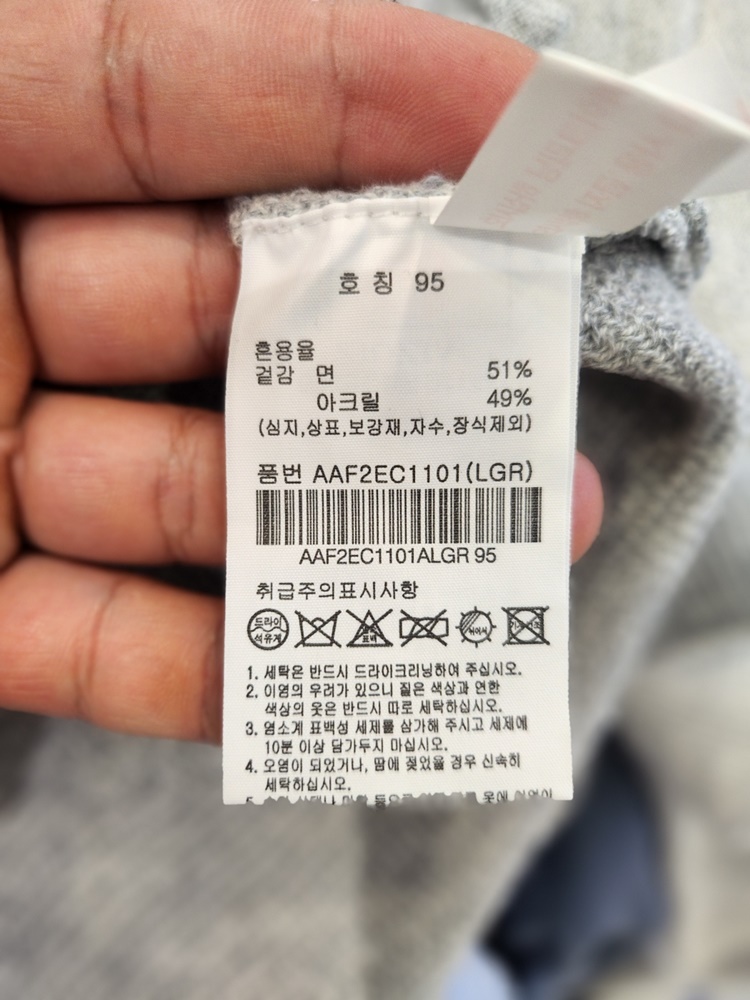 호 칭 95
혼용율
겉감 면 51%
아크릴 49%
(심지,상표,보강재,자수,장식제외)
품번 AAF2EC1101(LGR)
AAF2EC1101ALGR 95
취급주의표시사항
드라이
석유계
1. 세탁은 반드시 드라이크리닝하여 주십시오.
2. 이염의 우려가 있으니 짙은 색상과 연한
색상의 옷은 반드시 따로 세탁하십시오.
3. 염소계 표백성 세제를 삼가해 주시고 세제에
10분 이상 담가두지 마십시오.
4. 오염이 되었거나, 땀에 젖었을 경우 신속히
세탁하십시오.